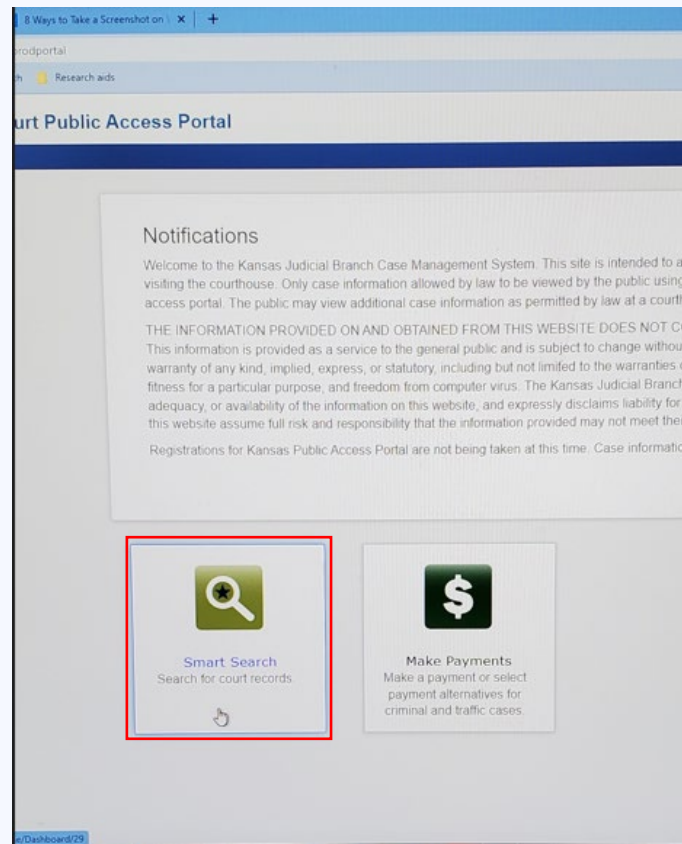 8 Ways to Take a Screenshot on
rodportal
Research aids
urt Public Access Portal
Notifications
Welcome to the Kansas Judicial Branch Case Management System. This site is intended to a
visiting the courthouse. Only case information allowed by law to be viewed by the public using
access portal. The public may view additional case information as permitted by law at a court
THE INFORMATION PROVIDED ON AND OBTAINED FROM THIS WEBSITE DOES NOT C
This information is provided as a service to the general public and is subject to change withou
warranty of any kind, implied, express, or statutory, including but not limited to the warranties
fitness for a particular purpose, and freedom from computer virus. The Kansas Judicial Branch
adequacy, or availability of the information on this website, and expressly disclaims liability for
this website assume full risk and responsibility that the information provided may not meet the
Registrations for Kansas Public Access Portal are not being taken at this time. Case informatio
$
Smart Search
Search for court records.
Make Payments
Make a payment or select
payment alternatives for
criminal and traffic cases.
e/Dashboard/29